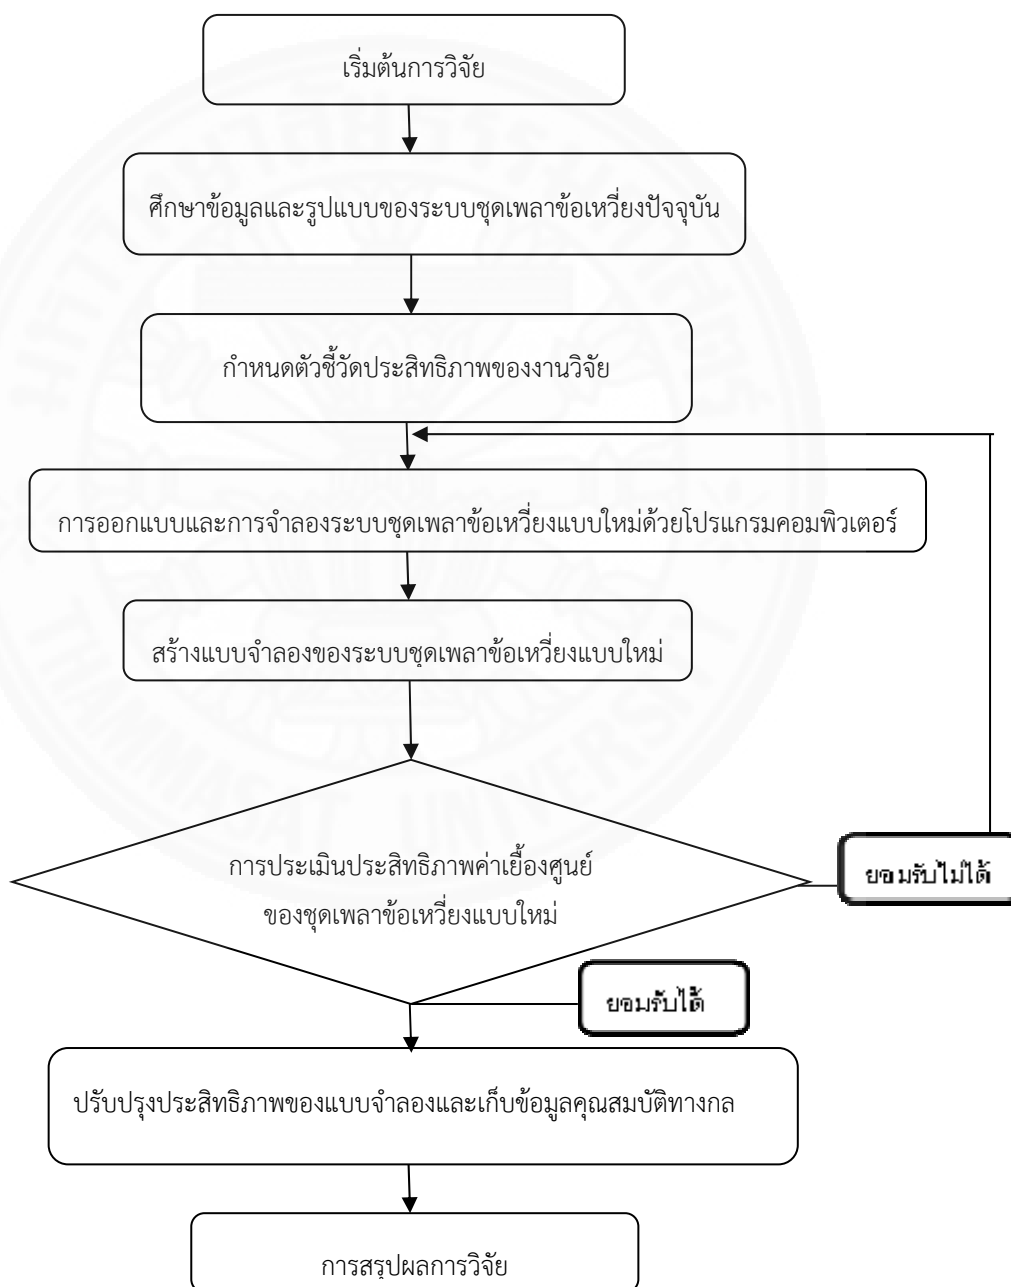 เริ่มต้นการวิจัย
ศึกษาข้อมูลและรูปแบบของระบบชุดเพลาข้อเหวี่ยงปัจจุบัน
กำหนดตัวชี้วัดประสิทธิภาพของงานวิจัย
การออกแบบและการจำลองระบบชุดเพลาข้อเหวี่ยงแบบใหม่ด้วยโปรแกรมคอมพิวเตอร์
สร้างแบบจำลองของระบบชุดเพลาข้อเหวี่ยงแบบใหม่
การประเมินประสิทธิภาพค่าเยื้องศูนย์
ของชุดเพลาข้อเหวี่ยงแบบใหม่
ยอมรับไม่ได้
ยอมรับได้
ปรับปรุงประสิทธิภาพของแบบจำลองและเก็บข้อมูลคุณสมบัติทางกล
การสรุปผลการวิจัย
THAMMASAT UNIVERSITY